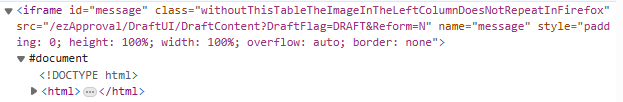 ▼<iframe id="message" class="withoutThisTableTheImageInTheLeftColumnDoesNotRepeatInFirefox"
src="/ezApproval/DraftUI/DraftContent?DraftFlag=DRAFT&Reform=N" name="message" style="padd
ing: 0; height: 100%; width: 100%; overflow: auto; border: none">
▼#document
<!DOCTYPE html>
▶<html>…</html>